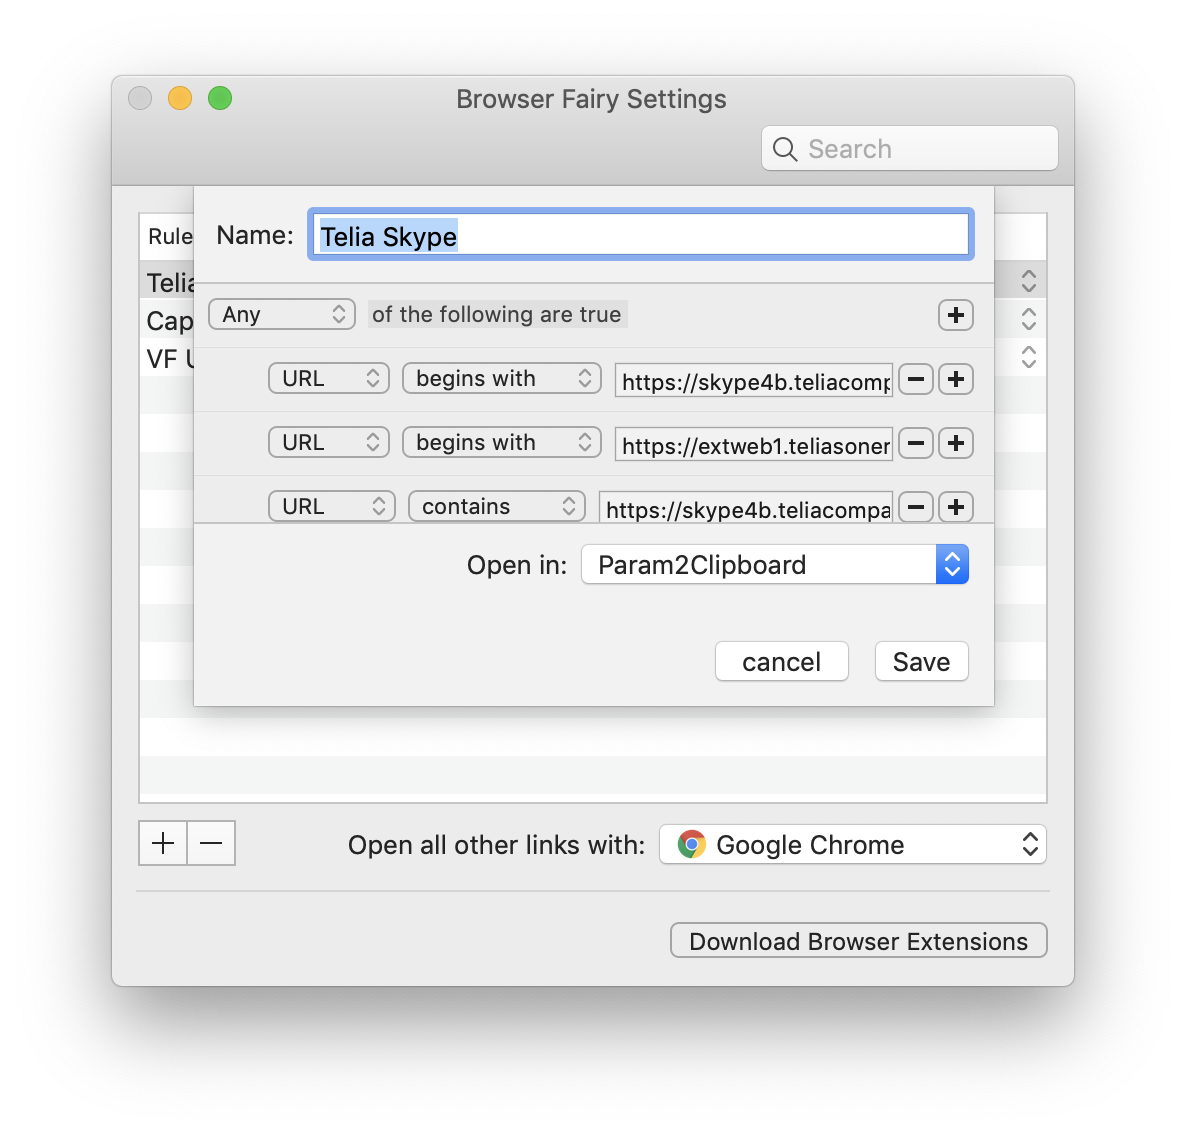 Browser Fairy Settings
Search
Rule
Name: Telia Skype
Any of the following are true
URL begins with https://skype4b.teliacomp
URL begins with https://extweb1.teliasoner
URL contains https://skype4b.teliacompa
Open in: Param2Clipboard
cancel Save
Telia
Cap
VF U
Open all other links with: Google Chrome
Download Browser Extensions